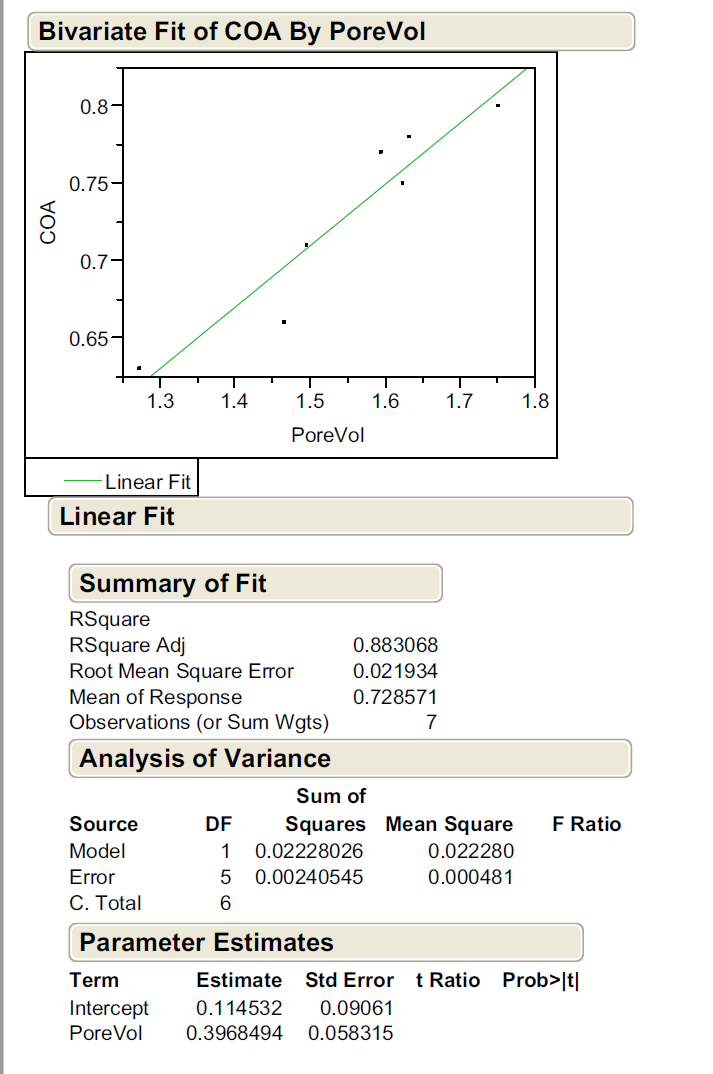 Bivariate Fit of COA By PoreVol
0.8
0.75
0.7
0.65
COA
1.3 1.4 1.5 1.6 1.7 1.8
PoreVol
Linear Fit
Linear Fit
Summary of Fit
RSquare
RSquare Adj 0.883068
Root Mean Square Error 0.021934
Mean of Response 0.728571
Observations (or Sum Wgts) 7
Analysis of Variance
Sum of
Source DF Squares Mean Square F Ratio
Model 1 0.02228026 0.022280
Error 5 0.00240545 0.000481
C. Total 6
Parameter Estimates
Term Estimate Std Error t Ratio Prob>|t|
Intercept 0.114532 0.09061
PoreVol 0.3968494 0.058315